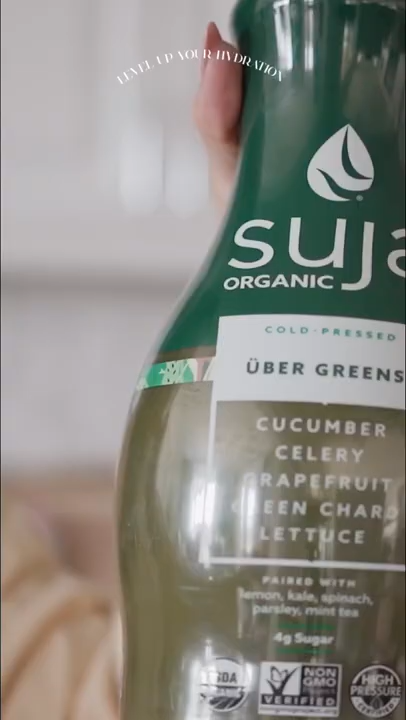 LEVEL UP YOUR HYDRATION
suja
ORGANIC
COLD-PRESSED
ÜBER GREENS
CUCUMBER
CELERY
GRAPEFRUIT
GREEN CHARD
LETTUCE
PAIRED WITH
lemon, kale, spinach,
parsley, mint tea
4g Sugar
USDA
ORGANIC
NON
GMO
VERIFIED
HIGH
PRESSURE